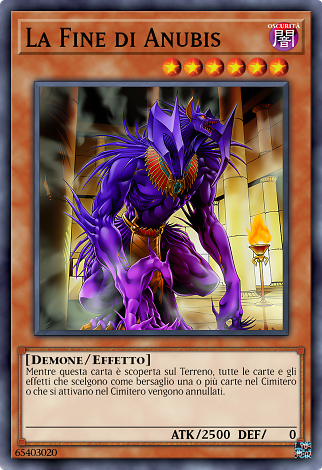 La Fine di Anubis
OSCURITÀ
闇
[Demone/Effetto]
Mentre questa carta è scoperta sul Terreno, tutte le carte e gli
effetti che scelgono come bersaglio una o più carte nel Cimitero
o che si attivano nel Cimitero vengono annullati.
ATK/2500 DEF/ 0
65403020